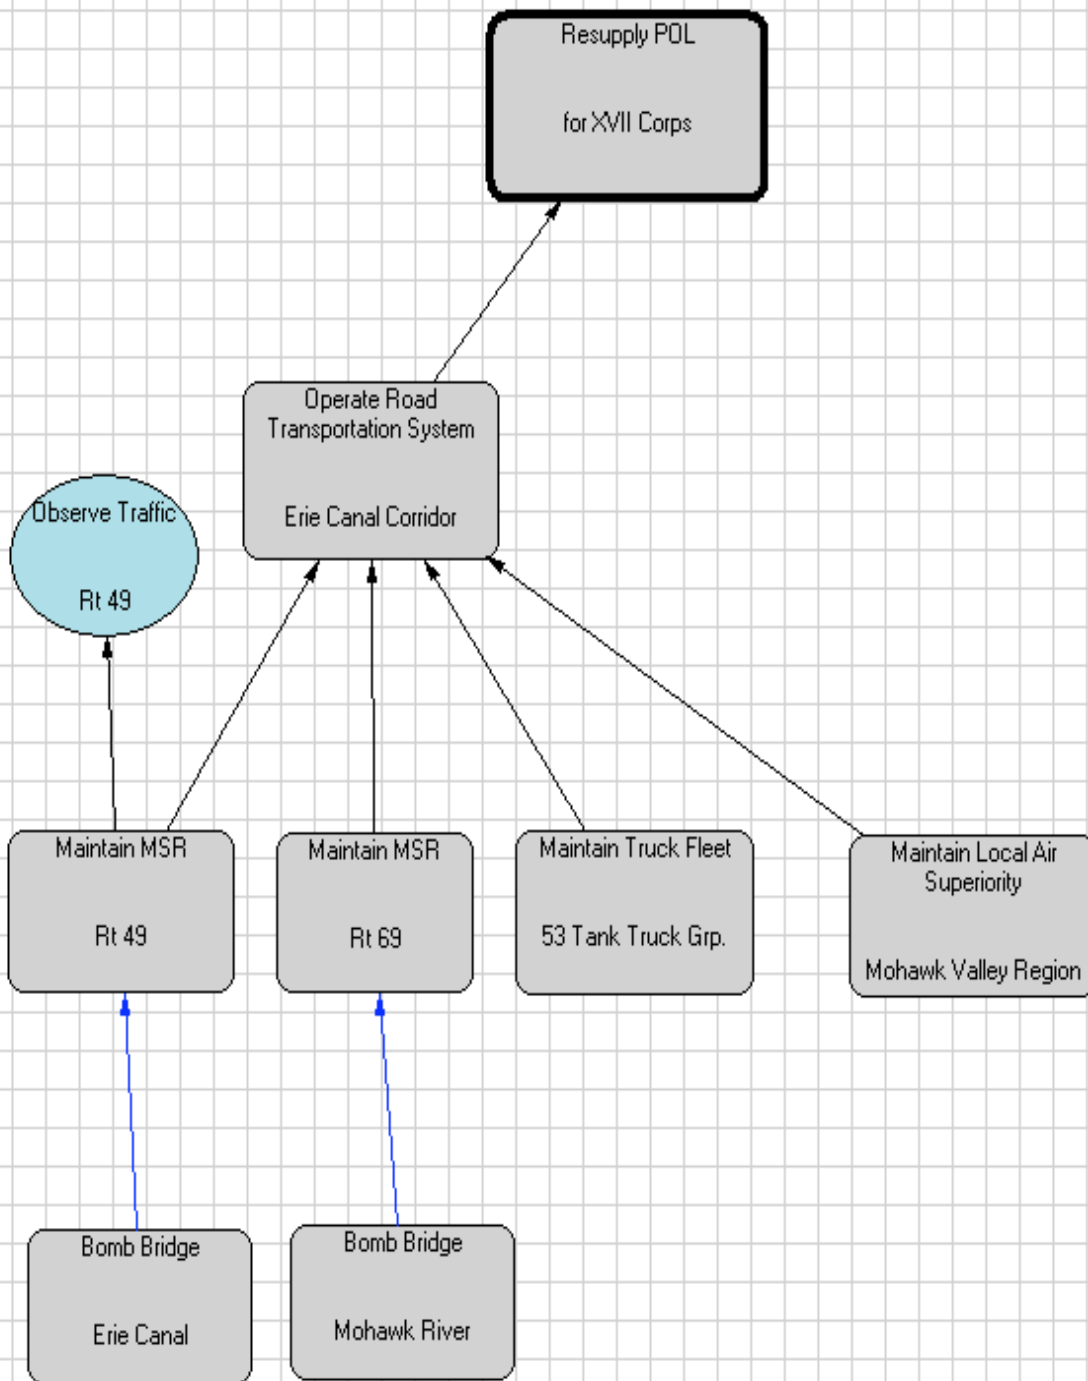 Resupply POL
for XVII Corps
Operate Road
Transportation System
Erie Canal Corridor
Observe Traffic
Rt 49
Maintain MSR
Rt 49
Maintain MSR
Rt 69
Maintain Truck Fleet
53 Tank Truck Grp.
Maintain Local Air
Superiority
Mohawk Valley Region
Bomb Bridge
Erie Canal
Bomb Bridge
Mohawk River